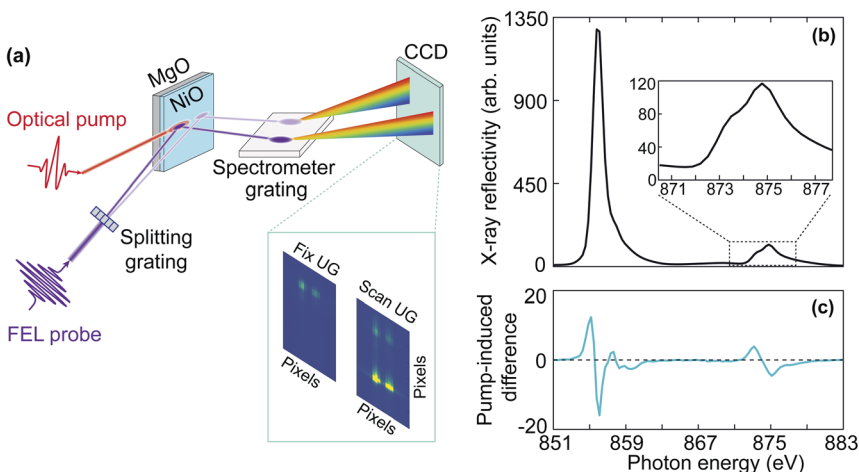 (a)
MgO
NiO
CCD
Optical pump
Spectrometer
grating
Splitting
grating
FEL probe
Fix UG
Scan UG
Pixels
Pixels
Pixels
(b)
X-ray reflectivity (arb. units)
1350
900
450
0
120
80
40
0
871 873 875 877
(c)
Pump-induced
difference
20
0
-20
851 859 867 875 883
Photon energy (eV)